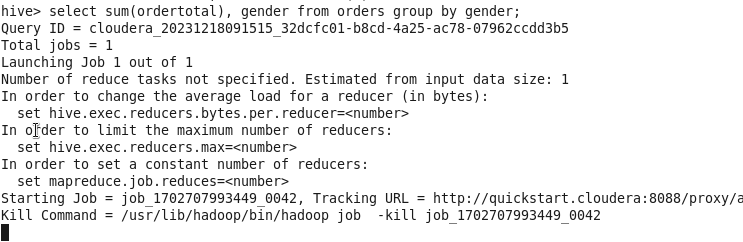 hive> select sum(ordertotal), gender from orders group by gender;
Query ID = cloudera_20231218091515_32dcfc01-b8cd-4a25-ac78-07962ccdd3b5
Total jobs = 1
Launching Job 1 out of 1
Number of reduce tasks not specified. Estimated from input data size: 1
In order to change the average load for a reducer (in bytes):
  set hive.exec.reducers.bytes.per.reducer=<number>
In order to limit the maximum number of reducers:
  set hive.exec.reducers.max=<number>
In order to set a constant number of reducers:
  set mapreduce.job.reduces=<number>
Starting Job = job_1702707993449_0042, Tracking URL = http://quickstart.cloudera:8088/proxy/a
Kill Command = /usr/lib/hadoop/bin/hadoop job  -kill job_1702707993449_0042